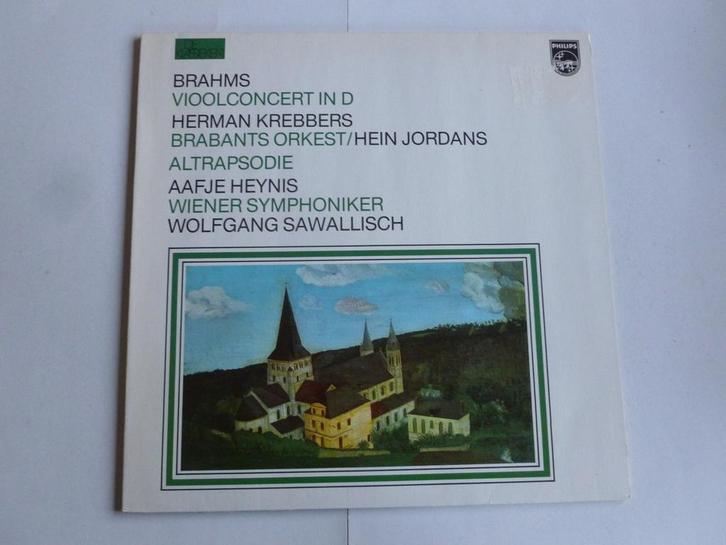 PHILIPS
BRAHMS
VIOOLCONCERT IN D
HERMAN KREBBERS
BRABANTS ORKEST/HEIN JORDANS
ALTRAPSODIE
AAFJE HEYNIS
WIENER SYMPHONIKER
WOLFGANG SAWALLISCH